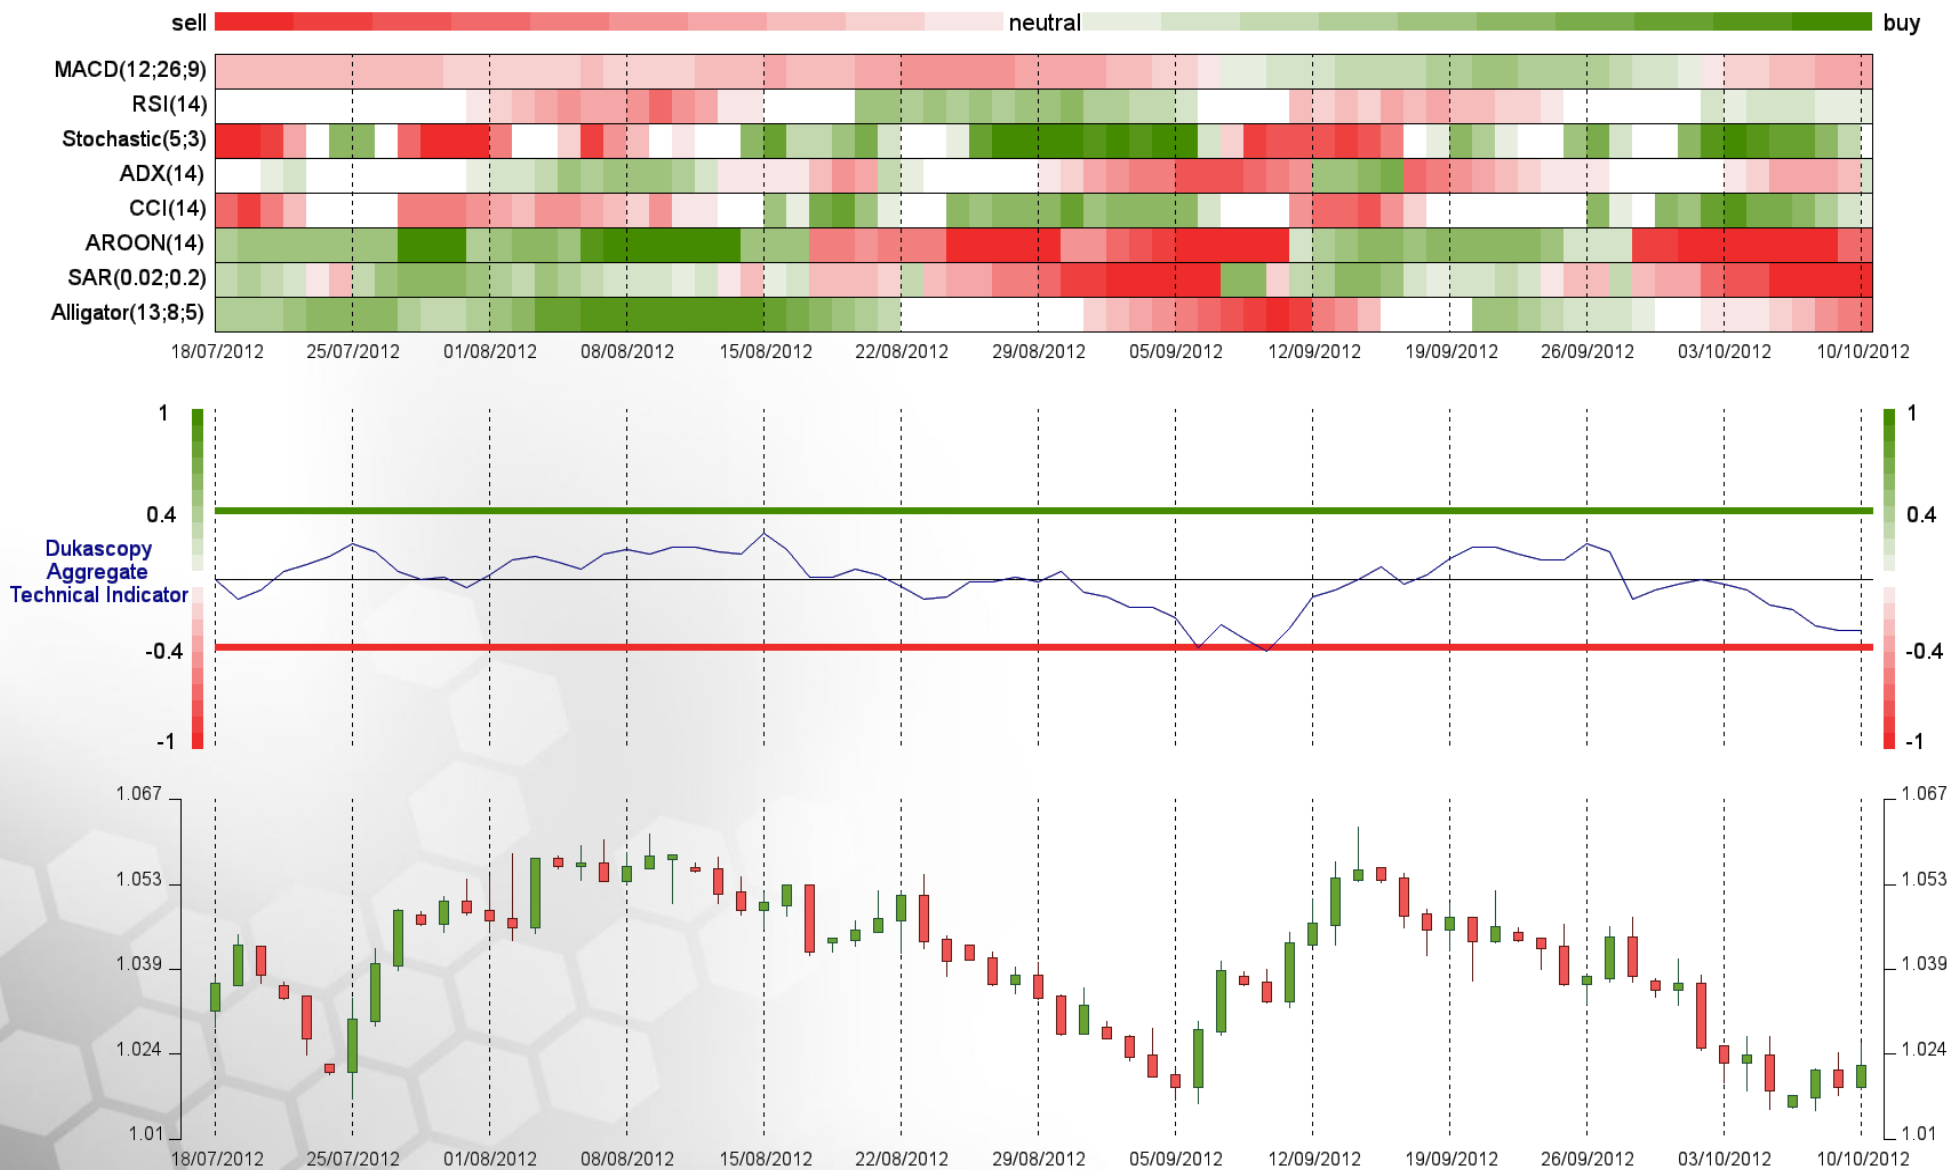 sell neutral buy
MACD(12;26;9)
RSI(14)
Stochastic(5;3)
ADX(14)
CCI(14)
AROON(14)
SAR(0.02;0.2)
Alligator(13;8;5)
18/07/2012 25/07/2012 01/08/2012 08/08/2012 15/08/2012 22/08/2012 29/08/2012 05/09/2012 12/09/2012 19/09/2012 26/09/2012 03/10/2012 10/10/2012
1 1
0.4 0.4
Dukascopy
Aggregate
Technical Indicator
-0.4 -0.4
-1 -1
1.067 1.067
1.053 1.053
1.039 1.039
1.024 1.024
1.01 1.01
18/07/2012 25/07/2012 01/08/2012 08/08/2012 15/08/2012 22/08/2012 29/08/2012 05/09/2012 12/09/2012 19/09/2012 26/09/2012 03/10/2012 10/10/2012